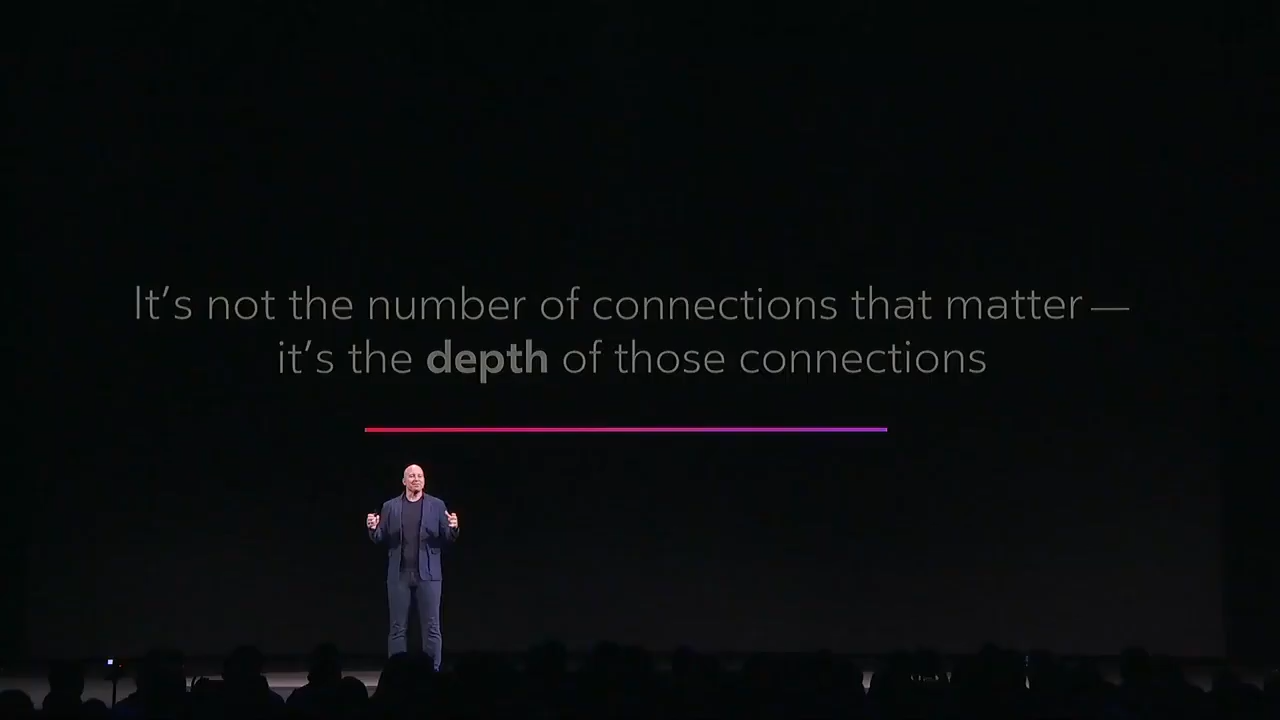 It's not the number of connections that matter —
it's the depth of those connections